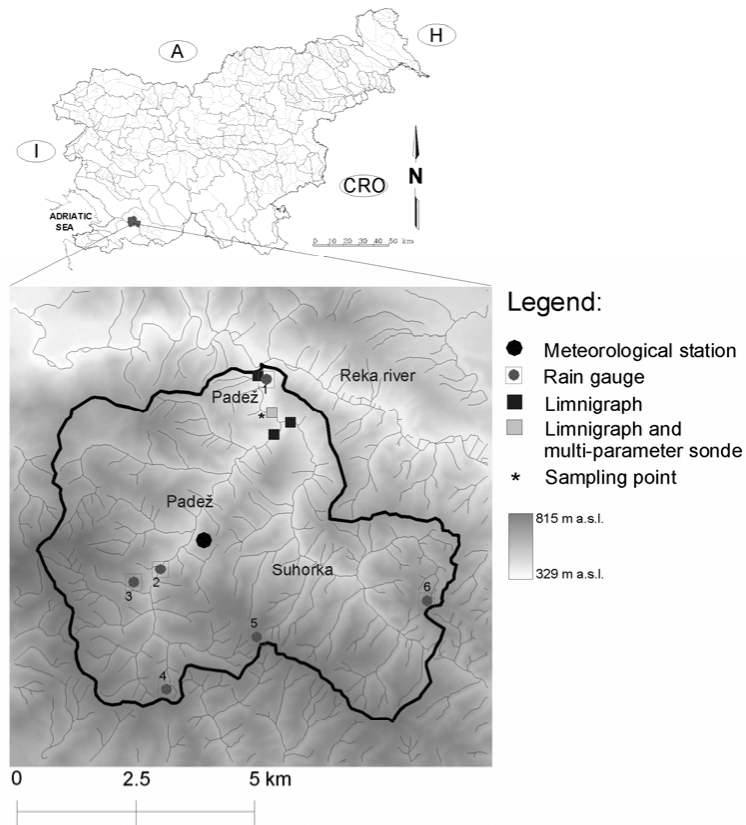 A
H
I
CRO
N
ADRIATIC
SEA
0 10 20 30 40 50 km
Legend:
Meteorological station
Rain gauge
Limnigraph
Limnigraph and
multi-parameter sonde
* Sampling point
815 m a.s.l.
329 m a.s.l.
Reka river
1
Padež
*
Padež
Suhorka
2
3
6
5
4
0 2.5 5 km